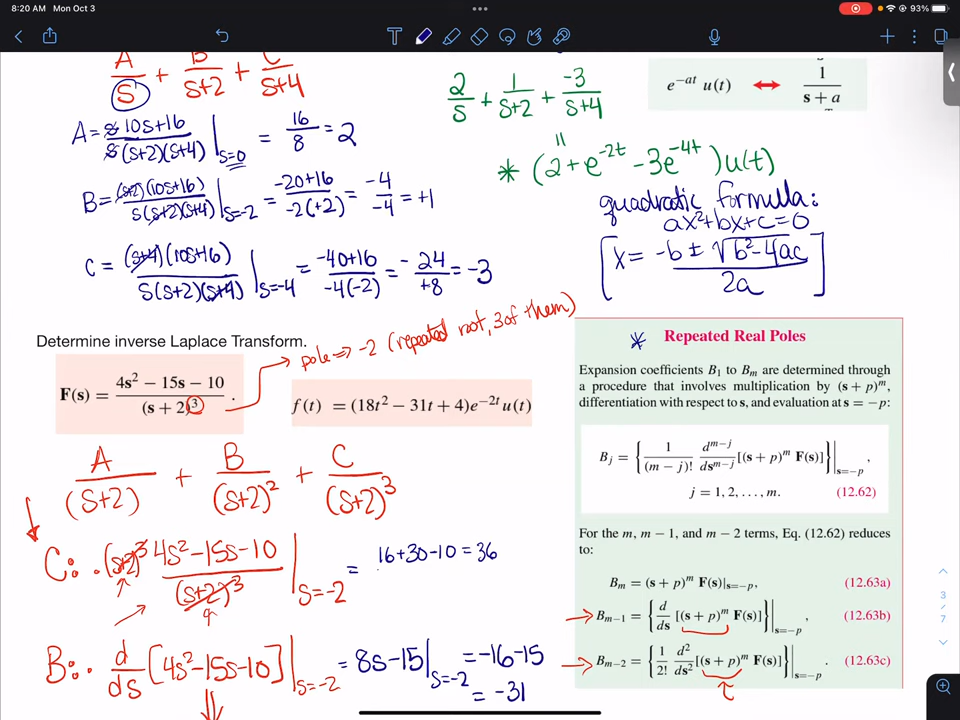 8:20 AM Mon Oct 3
93%
A/S + B/S+2 + C/S+4
2/S + 1/S+2 + -3/S+4
e^{-at} u(t) ↔ 1/s + a
A = s 10s+16 / s(s+2)(s+4) |_{s=0} = 16/8 = 2
* (2 + e^{-2t} - 3e^{-4t}) u(t)
B = (s+2)(10s+16) / s(s+2)(s+4) |_{s=-2} = -20+16 / -2(+2) = -4/-4 = +1
quadratic formula:
ax²+bx+c=0
[x = -b ± √b²-4ac / 2a]
C = (s+4)(10s+16) / s(s+2)(s+4) |_{s=-4} = -40+16 / -4(-2) = -24/+8 = -3
Determine inverse Laplace Transform.
pole => -2 (repeated root, 3 of them)
F(s) = 4s² − 15s − 10 / (s + 2)³ .
f(t) = (18t² − 31t + 4)e^{−2t} u(t)
A/(S+2) + B/(S+2)² + C/(S+2)³
C: . (s+2)³ 4s²-15s-10 / (s+2)³ |_{s=-2} = 16+30-10 = 36
B: . d/ds [4s²-15s-10] |_{s=-2} = 8s-15 |_{s=-2} = -16-15
= -31
* Repeated Real Poles
Expansion coefficients B₁ to Bₘ are determined through
a procedure that involves multiplication by (s + p)^m,
differentiation with respect to s, and evaluation at s = −p:
B_j = { 1/(m − j)! d^{m−j}/ds^{m−j} [(s + p)^m F(s)] }|_{s=−p} ,
j = 1, 2, . . . , m. (12.62)
For the m, m − 1, and m − 2 terms, Eq. (12.62) reduces
to:
B_m = (s + p)^m F(s)|_{s=−p}, (12.63a)
B_{m−1} = { d/ds [(s + p)^m F(s)] }|_{s=−p} , (12.63b)
B_{m−2} = { 1/2! d²/ds² [(s + p)^m F(s)] }|_{s=−p} . (12.63c)
3
7